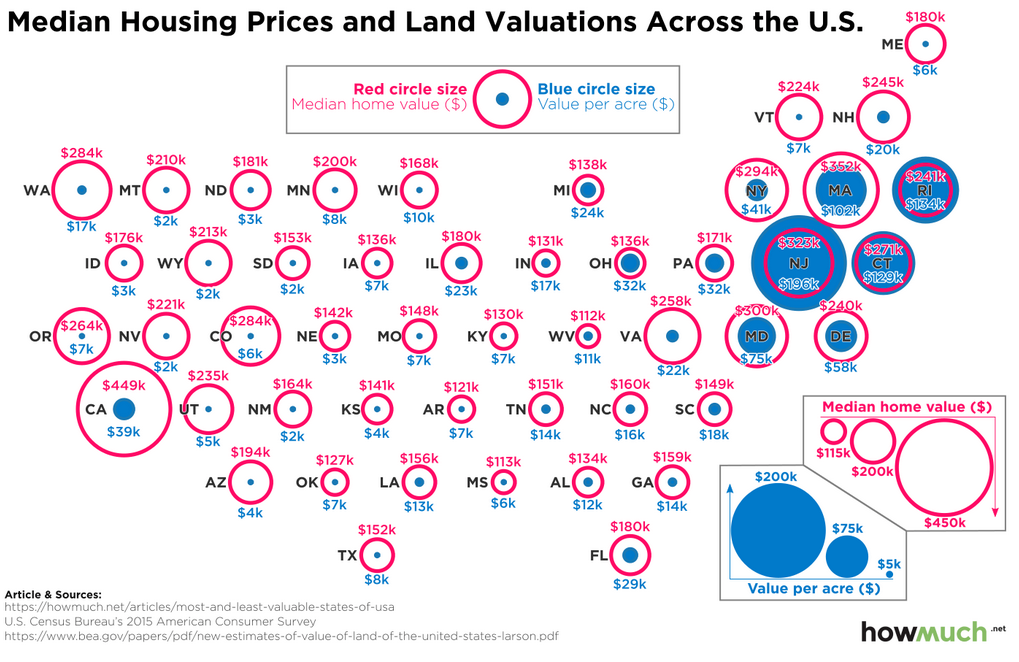 Median Housing Prices and Land Valuations Across the U.S.
Red circle size
Median home value ($)
Blue circle size
Value per acre ($)
$180k
ME
$6k
$224k
VT
$7k
$245k
NH
$20k
$284k
WA
$17k
$210k
MT
$2k
$181k
ND
$3k
$200k
MN
$8k
$168k
WI
$10k
$138k
MI
$24k
$294k
NY
$41k
$352k
MA
$102k
$241k
RI
$134k
$176k
ID
$3k
$213k
WY
$2k
$153k
SD
$2k
$136k
IA
$7k
$180k
IL
$23k
$131k
IN
$17k
$136k
OH
$32k
$171k
PA
$32k
$323k
NJ
$196k
$271k
CT
$129k
$264k
OR
$7k
$221k
NV
$2k
$284k
CO
$6k
$142k
NE
$3k
$148k
MO
$7k
$130k
KY
$7k
$112k
WV
$11k
$258k
VA
$22k
$300k
MD
$75k
$240k
DE
$58k
$449k
CA
$39k
$235k
UT
$5k
$164k
NM
$2k
$141k
KS
$4k
$121k
AR
$7k
$151k
TN
$14k
$160k
NC
$16k
$149k
SC
$18k
$194k
AZ
$4k
$127k
OK
$7k
$156k
LA
$13k
$113k
MS
$6k
$134k
AL
$12k
$159k
GA
$14k
$152k
TX
$8k
$180k
FL
$29k
Median home value ($)
$115k
$200k
$450k
$200k
$75k
$5k
Value per acre ($)
Article & Sources:
https://howmuch.net/articles/most-and-least-valuable-states-of-usa
U.S. Census Bureau's 2015 American Consumer Survey
https://www.bea.gov/papers/pdf/new-estimates-of-value-of-land-of-the-united-states-larson.pdf
howmuch.net